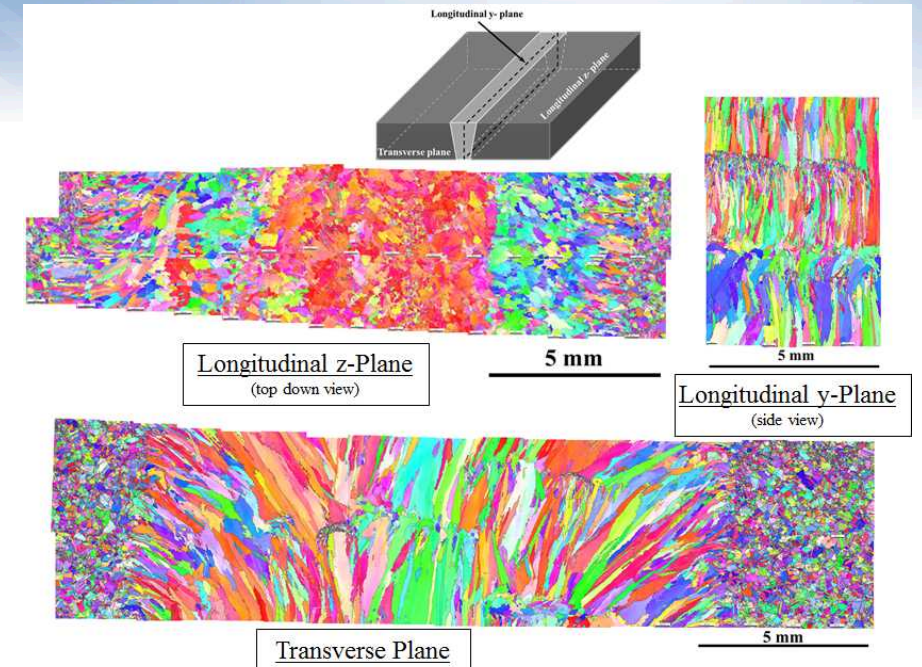 Longitudinal y- plane
Longitudinal z- plane
Transverse plane
Longitudinal z-Plane
(top down view)
5 mm
5 mm
Longitudinal y-Plane
(side view)
Transverse Plane
5 mm